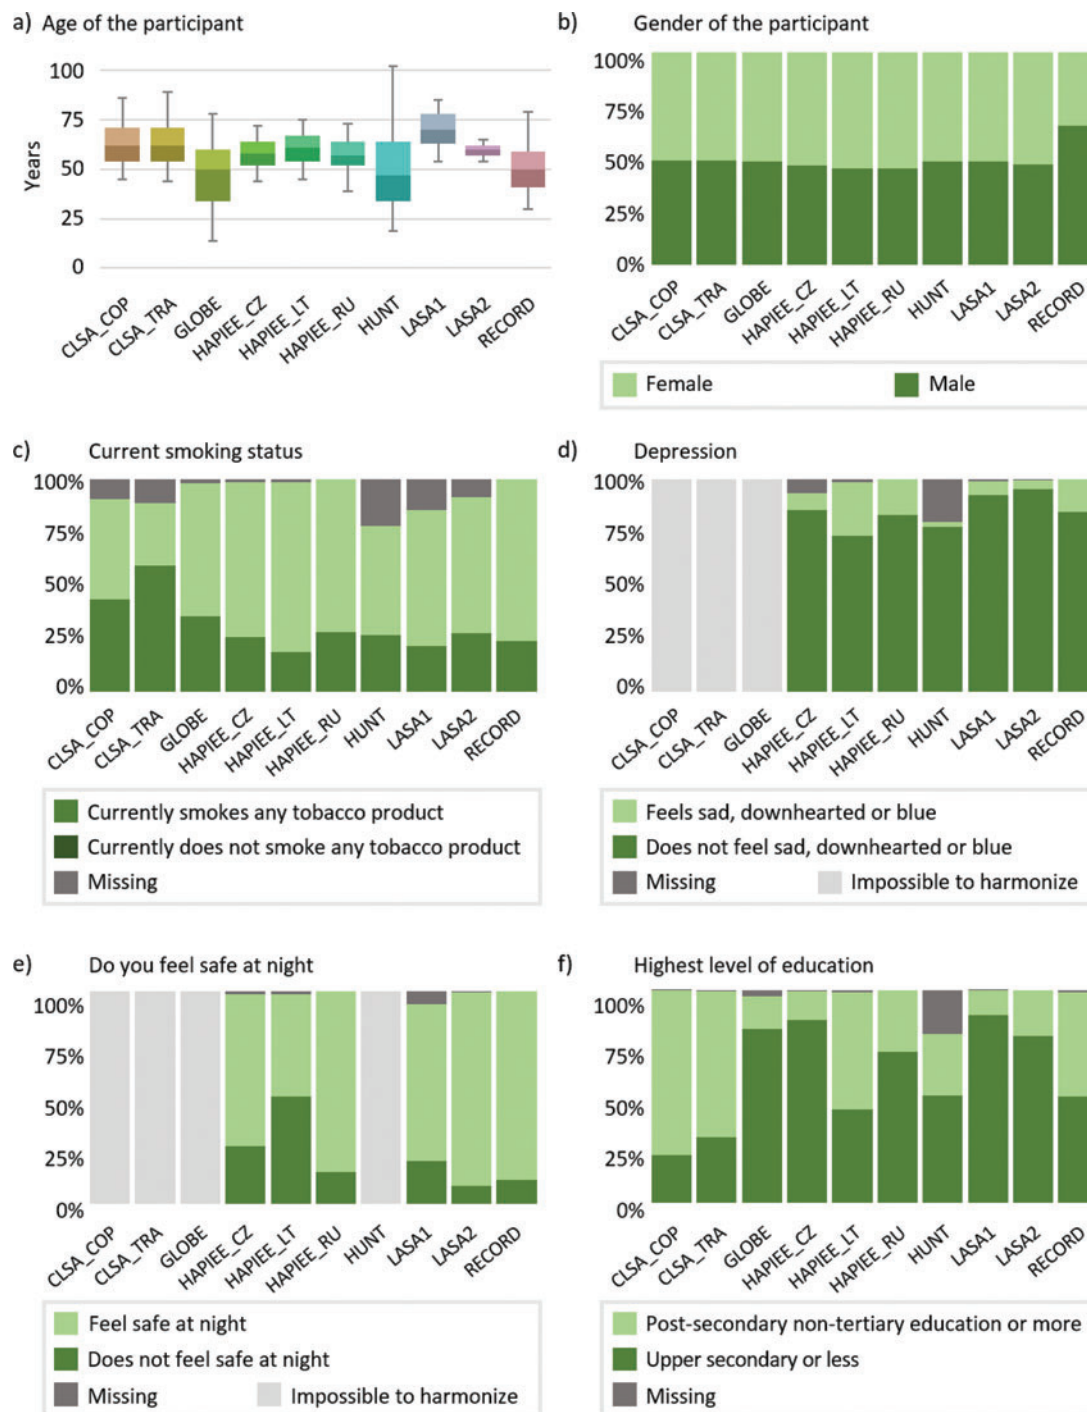 a) Age of the participant
100
75
50
25
0
Years
CLSA_COP
CLSA_TRA
GLOBE
HAPIEE_CZ
HAPIEE_LT
HAPIEE_RU
HUNT
LASA1
LASA2
RECORD
b) Gender of the participant
100%
75%
50%
25%
0%
CLSA_COP
CLSA_TRA
GLOBE
HAPIEE_CZ
HAPIEE_LT
HAPIEE_RU
HUNT
LASA1
LASA2
RECORD
Female Male
c) Current smoking status
100%
75%
50%
25%
0%
CLSA_COP
CLSA_TRA
GLOBE
HAPIEE_CZ
HAPIEE_LT
HAPIEE_RU
HUNT
LASA1
LASA2
RECORD
Currently smokes any tobacco product
Currently does not smoke any tobacco product
Missing
d) Depression
100%
75%
50%
25%
0%
CLSA_COP
CLSA_TRA
GLOBE
HAPIEE_CZ
HAPIEE_LT
HAPIEE_RU
HUNT
LASA1
LASA2
RECORD
Feels sad, downhearted or blue
Does not feel sad, downhearted or blue
Missing Impossible to harmonize
e) Do you feel safe at night
100%
75%
50%
25%
0%
CLSA_COP
CLSA_TRA
GLOBE
HAPIEE_CZ
HAPIEE_LT
HAPIEE_RU
HUNT
LASA1
LASA2
RECORD
Feel safe at night
Does not feel safe at night
Missing Impossible to harmonize
f) Highest level of education
100%
75%
50%
25%
0%
CLSA_COP
CLSA_TRA
GLOBE
HAPIEE_CZ
HAPIEE_LT
HAPIEE_RU
HUNT
LASA1
LASA2
RECORD
Post-secondary non-tertiary education or more
Upper secondary or less
Missing